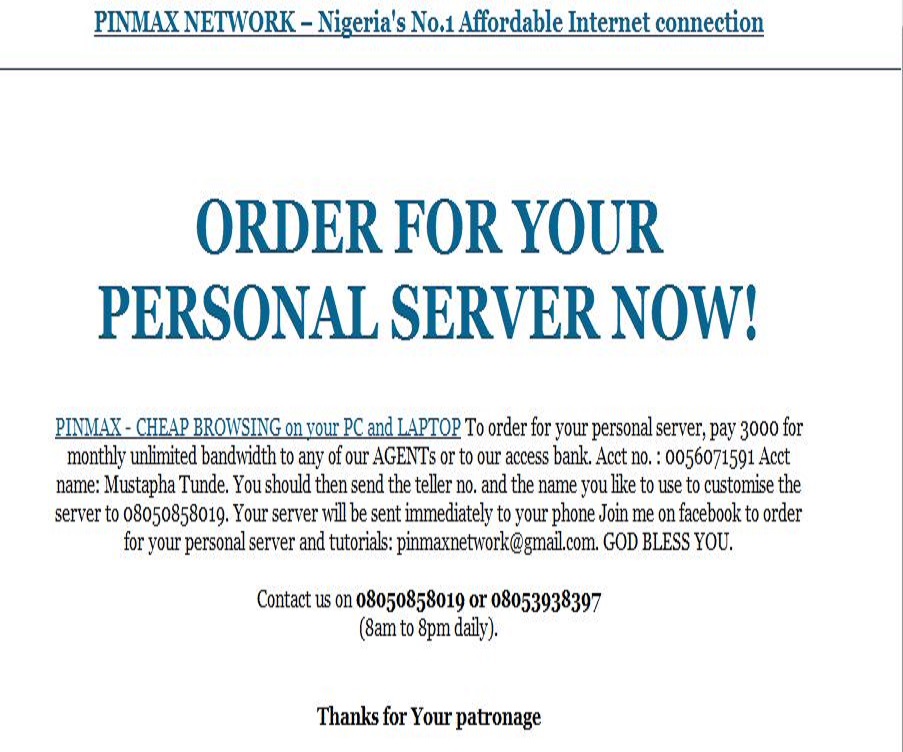 PINMAX NETWORK – Nigeria's No.1 Affordable Internet connection
ORDER FOR YOUR
PERSONAL SERVER NOW!
PINMAX - CHEAP BROWSING on your PC and LAPTOP To order for your personal server, pay 3000 for
monthly unlimited bandwidth to any of our AGENTs or to our access bank. Acct no. : 0056071591 Acct
name: Mustapha Tunde. You should then send the teller no. and the name you like to use to customise the
server to 08050858019. Your server will be sent immediately to your phone Join me on facebook to order
for your personal server and tutorials: pinmaxnetwork@gmail.com. GOD BLESS YOU.
Contact us on 08050858019 or 08053938397
(8am to 8pm daily).
Thanks for Your patronage